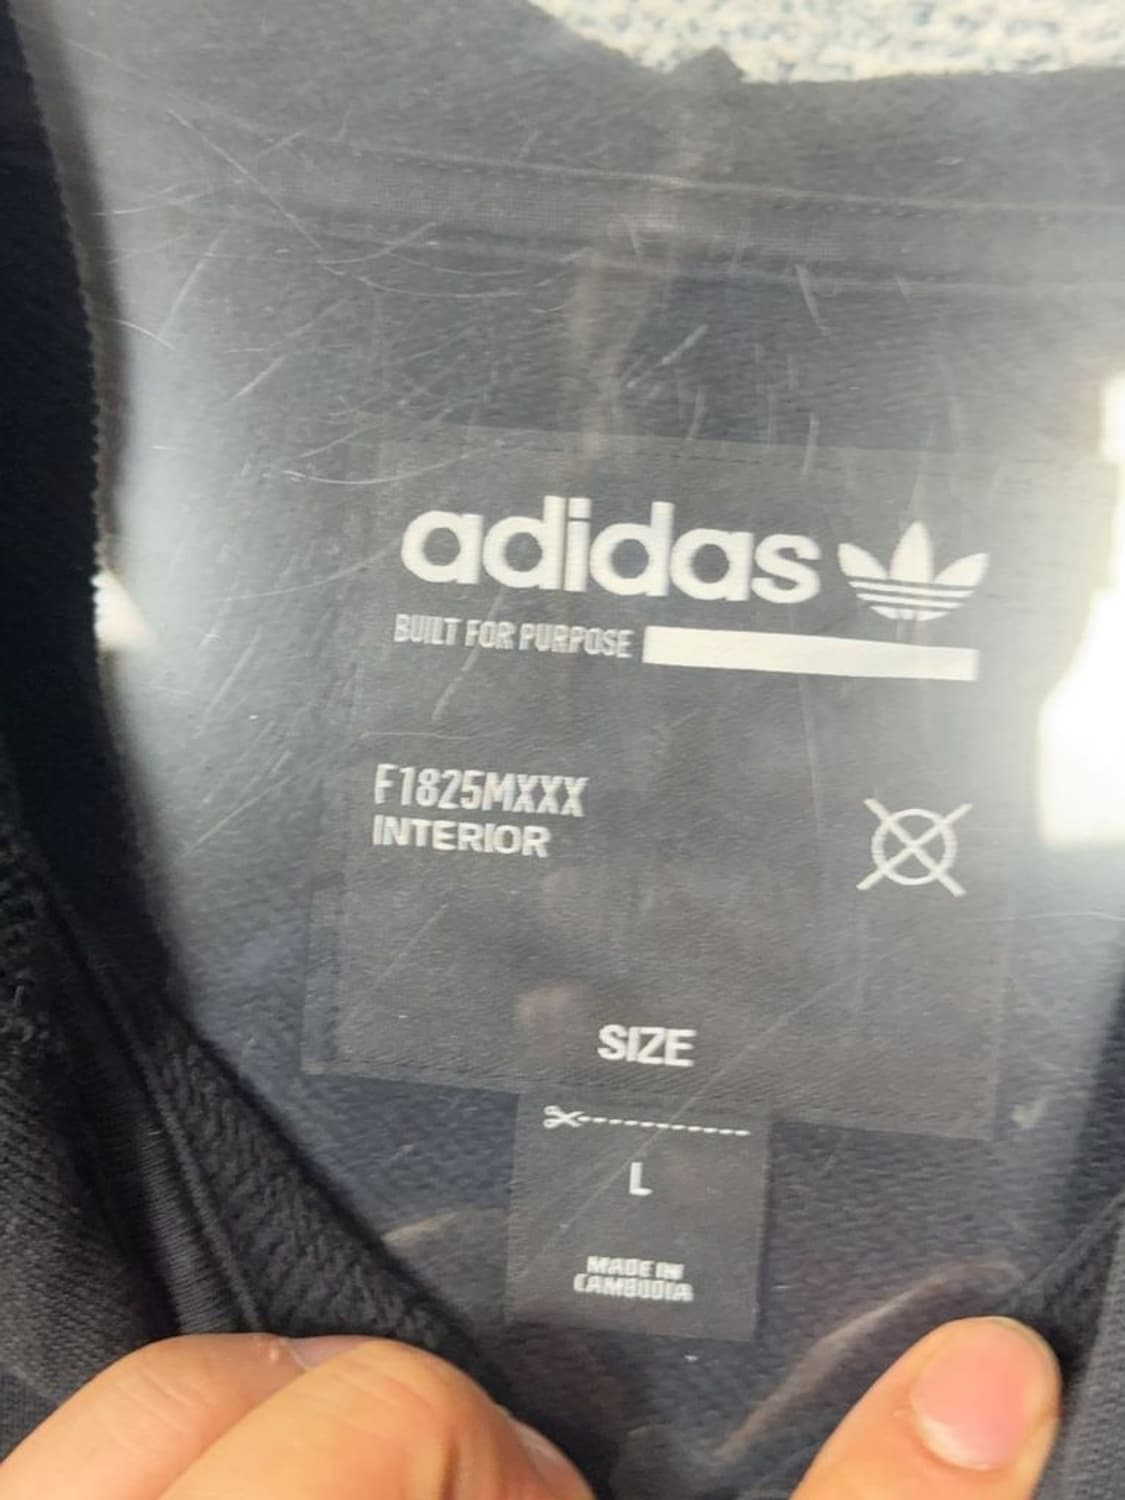 adidas
BUILT FOR PURPOSE
F1825MXXX
INTERIOR
SIZE
L
MADE IN
CAMBODIA